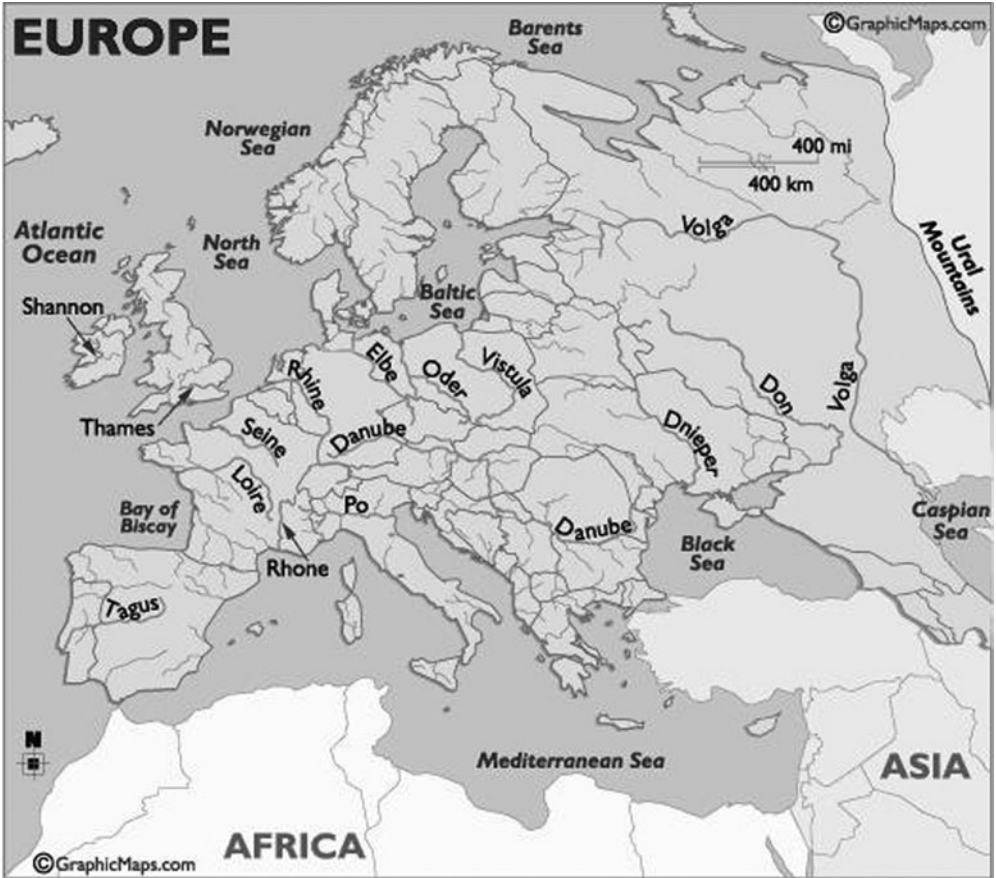 EUROPE
Barents
Sea
©GraphicMaps.com
Norwegian
Sea
400 mi
400 km
Atlantic
Ocean
North
Sea
Volga
Ural
Mountains
Shannon
Baltic
Sea
Rhine
Elbe
Oder
Vistula
Don
Volga
Thames
Seine
Danube
Dnieper
Loire
Po
Bay of
Biscay
Danube
Caspian
Sea
Black
Sea
Rhone
Tagus
N
Mediterranean Sea
ASIA
AFRICA
©GraphicMaps.com